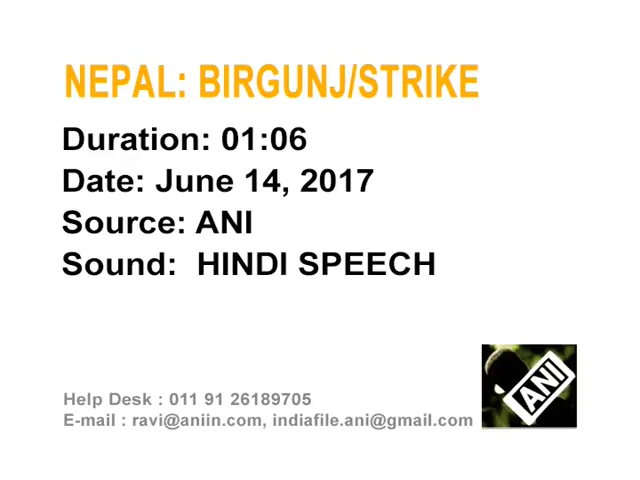 NEPAL: BIRGUNJ/STRIKE
Duration: 01:06
Date: June 14, 2017
Source: ANI
Sound:  HINDI SPEECH
Help Desk : 011 91 26189705
E-mail : ravi@aniin.com, indiafile.ani@gmail.com
ANI